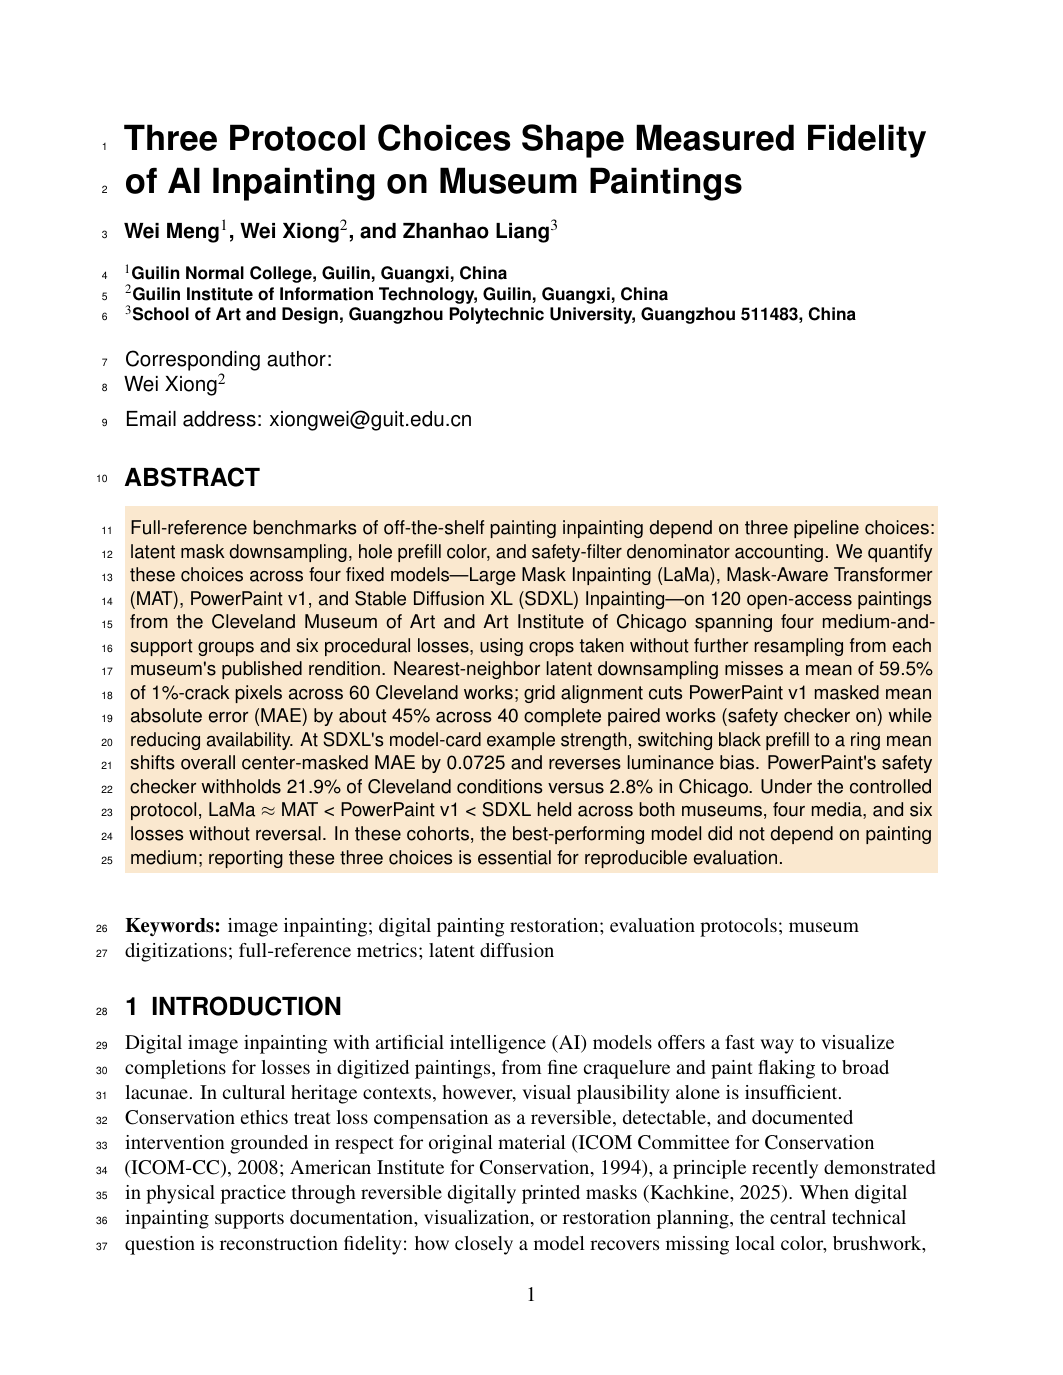 1 Three Protocol Choices Shape Measured Fidelity
2 of AI Inpainting on Museum Paintings
3 Wei Meng1, Wei Xiong2, and Zhanhao Liang3
4 1Guilin Normal College, Guilin, Guangxi, China
5 2Guilin Institute of Information Technology, Guilin, Guangxi, China
6 3School of Art and Design, Guangzhou Polytechnic University, Guangzhou 511483, China
7 Corresponding author:
8 Wei Xiong2
9 Email address: xiongwei@guit.edu.cn
10 ABSTRACT
11 Full-reference benchmarks of off-the-shelf painting inpainting depend on three pipeline choices:
12 latent mask downsampling, hole prefill color, and safety-filter denominator accounting. We quantify
13 these choices across four fixed models—Large Mask Inpainting (LaMa), Mask-Aware Transformer
14 (MAT), PowerPaint v1, and Stable Diffusion XL (SDXL) Inpainting—on 120 open-access paintings
15 from the Cleveland Museum of Art and Art Institute of Chicago spanning four medium-and-
16 support groups and six procedural losses, using crops taken without further resampling from each
17 museum's published rendition. Nearest-neighbor latent downsampling misses a mean of 59.5%
18 of 1%-crack pixels across 60 Cleveland works; grid alignment cuts PowerPaint v1 masked mean
19 absolute error (MAE) by about 45% across 40 complete paired works (safety checker on) while
20 reducing availability. At SDXL's model-card example strength, switching black prefill to a ring mean
21 shifts overall center-masked MAE by 0.0725 and reverses luminance bias. PowerPaint's safety
22 checker withholds 21.9% of Cleveland conditions versus 2.8% in Chicago. Under the controlled
23 protocol, LaMa ≈ MAT < PowerPaint v1 < SDXL held across both museums, four media, and six
24 losses without reversal. In these cohorts, the best-performing model did not depend on painting
25 medium; reporting these three choices is essential for reproducible evaluation.
26 Keywords: image inpainting; digital painting restoration; evaluation protocols; museum
27 digitizations; full-reference metrics; latent diffusion
28 1 INTRODUCTION
29 Digital image inpainting with artificial intelligence (AI) models offers a fast way to visualize
30 completions for losses in digitized paintings, from fine craquelure and paint flaking to broad
31 lacunae. In cultural heritage contexts, however, visual plausibility alone is insufficient.
32 Conservation ethics treat loss compensation as a reversible, detectable, and documented
33 intervention grounded in respect for original material (ICOM Committee for Conservation
34 (ICOM-CC), 2008; American Institute for Conservation, 1994), a principle recently demonstrated
35 in physical practice through reversible digitally printed masks (Kachkine, 2025). When digital
36 inpainting supports documentation, visualization, or restoration planning, the central technical
37 question is reconstruction fidelity: how closely a model recovers missing local color, brushwork,
1